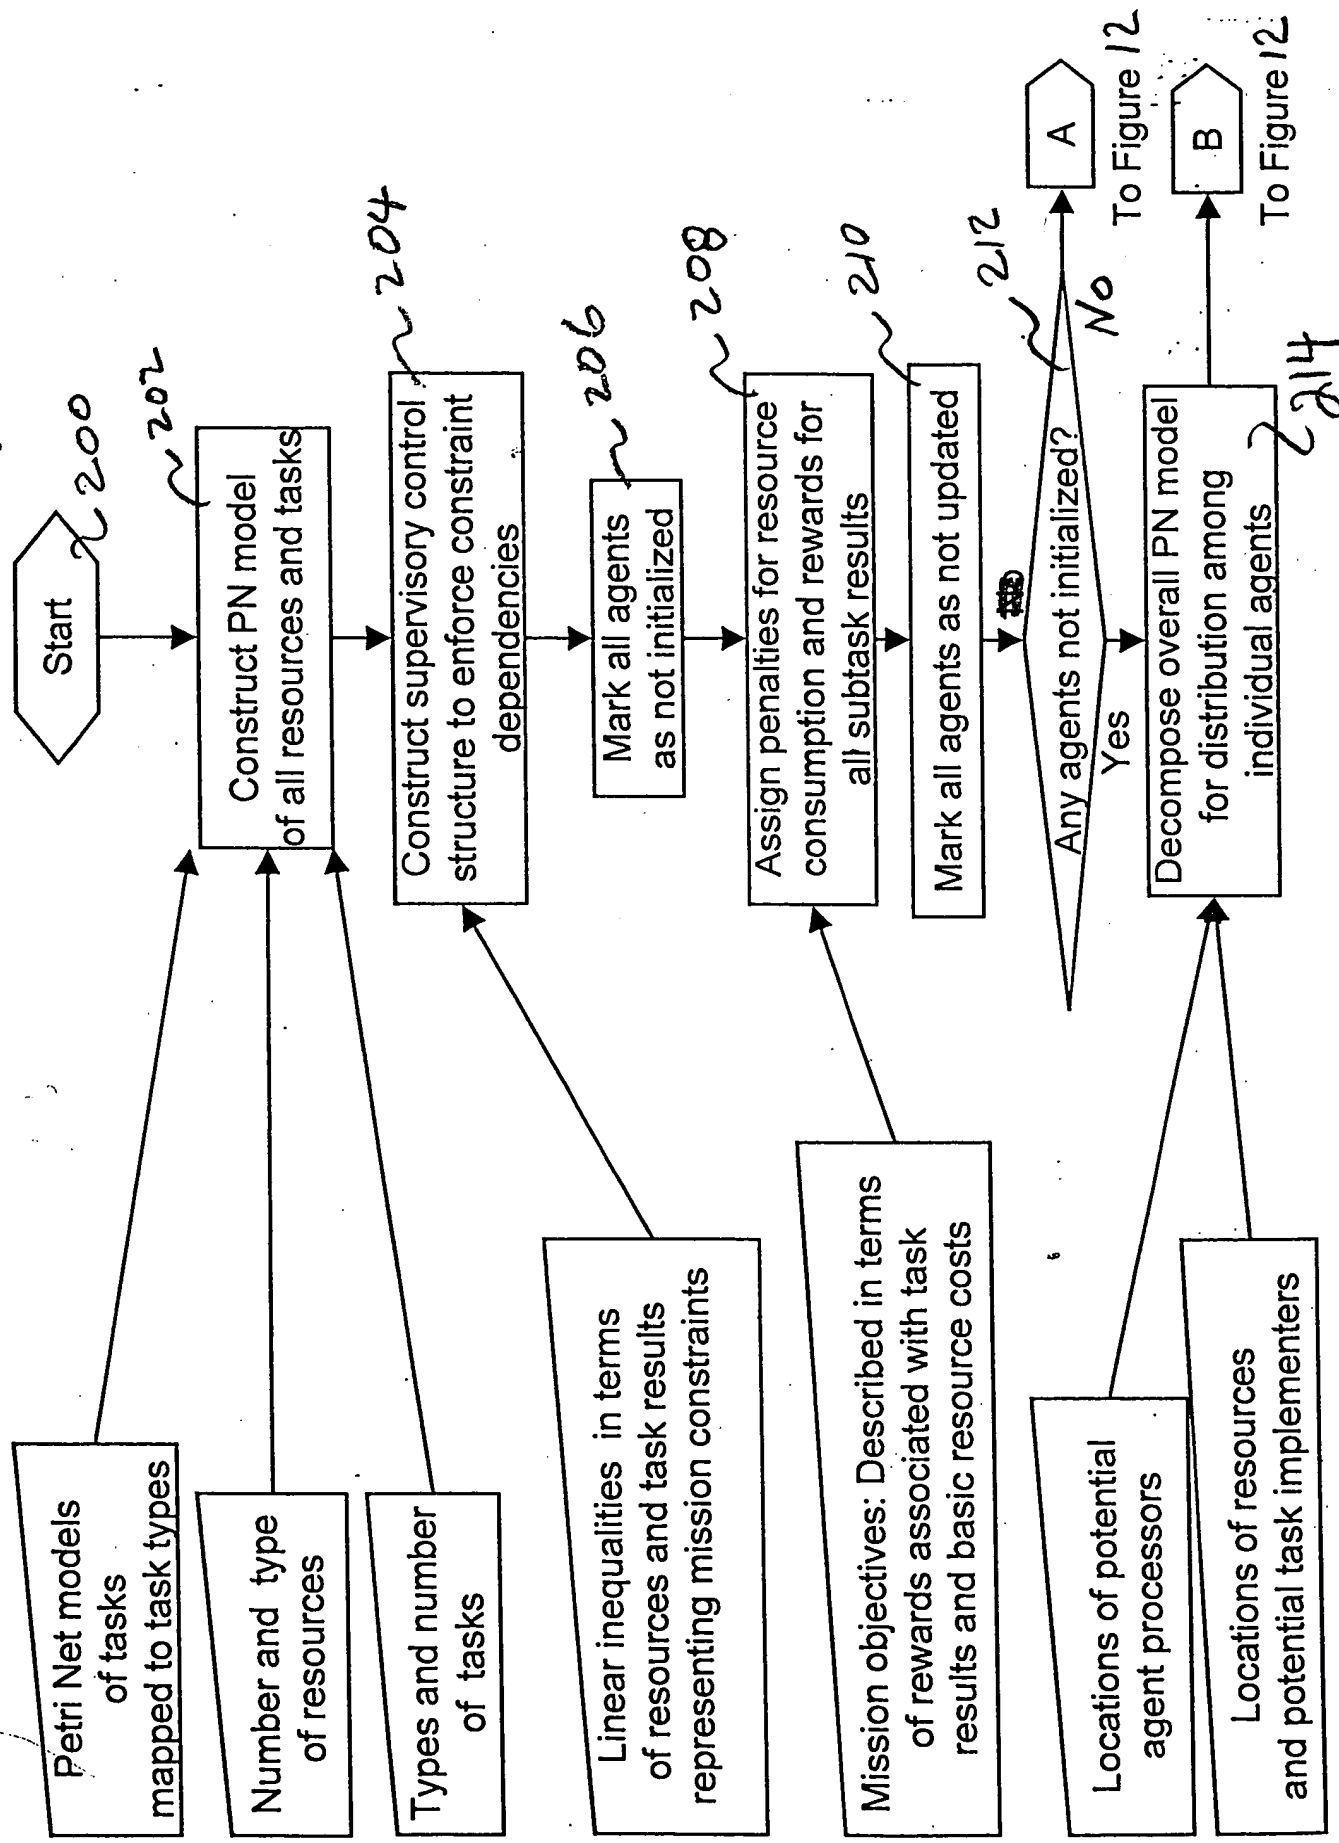 Start
200
202
Petri Net models
of tasks
mapped to task types
Construct PN model
of all resources and tasks
Number and type
of resources
Types and number
of tasks
204
Construct supervisory control
structure to enforce constraint
dependencies
Linear inequalities in terms
of resources and task results
representing mission constraints
206
Mark all agents
as not initialized
208
Assign penalties for resource
consumption and rewards for
all subtask results
Mission objectives: Described in terms
of rewards associated with task
results and basic resource costs
210
Mark all agents as not updated
212
Any agents not initialized?
No
A
To Figure 12
Yes
Locations of potential
agent processors
Decompose overall PN model
for distribution among
individual agents
214
B
To Figure 12
Locations of resources
and potential task implementers